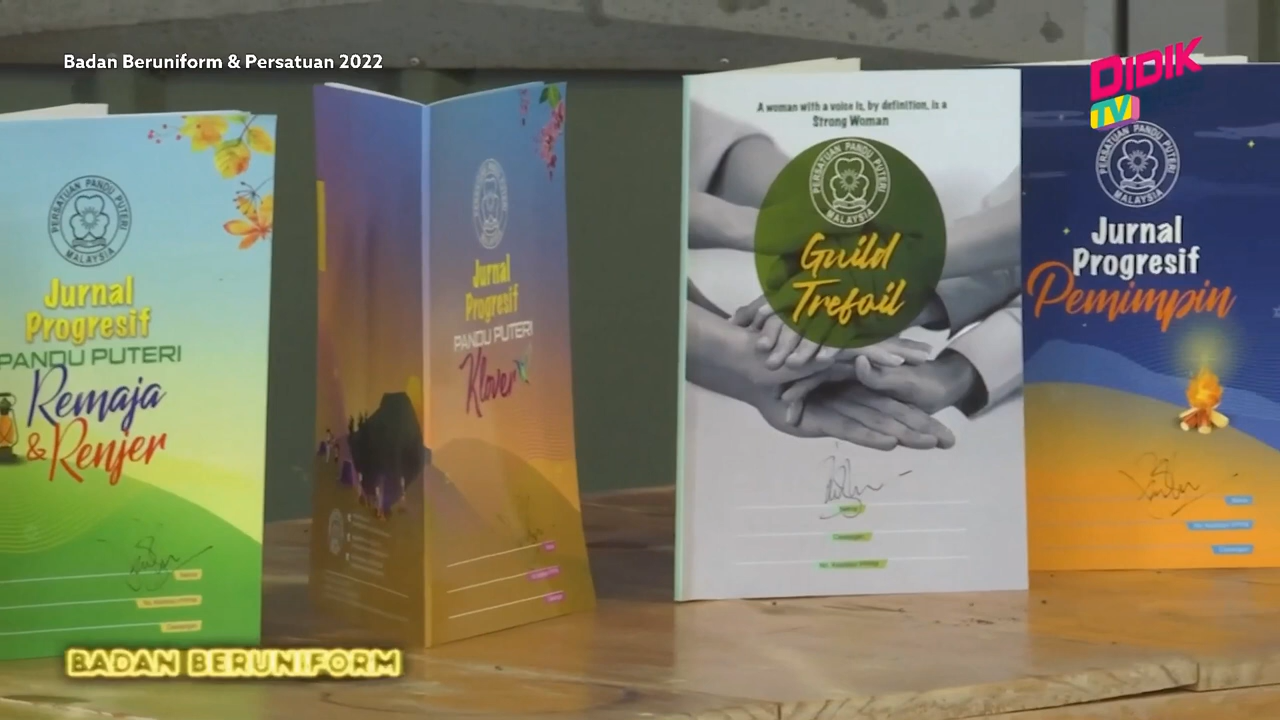 Badan Beruniform & Persatuan 2022
DIDIK
TV
PERSATUAN PANDU PUTERI
MALAYSIA
Jurnal
Progresif
PANDU PUTERI
Remaja
& Renjer
Jurnal
Progresif
PANDU PUTERI
Klover
A woman with a voice is, by definition, is a
Strong Woman
PERSATUAN PANDU PUTERI
MALAYSIA
Guild
Trefoil
PERSATUAN PANDU PUTERI
MALAYSIA
Jurnal
Progresif
Pemimpin
BADAN BERUNIFORM